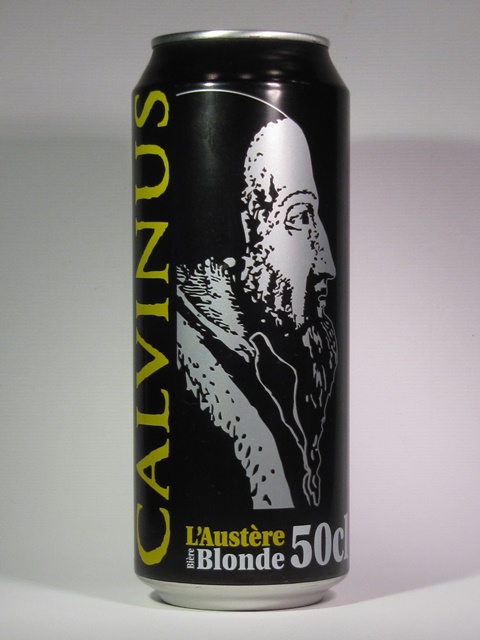 CALVINUS
L'Austère
Bière
Blonde
50cl